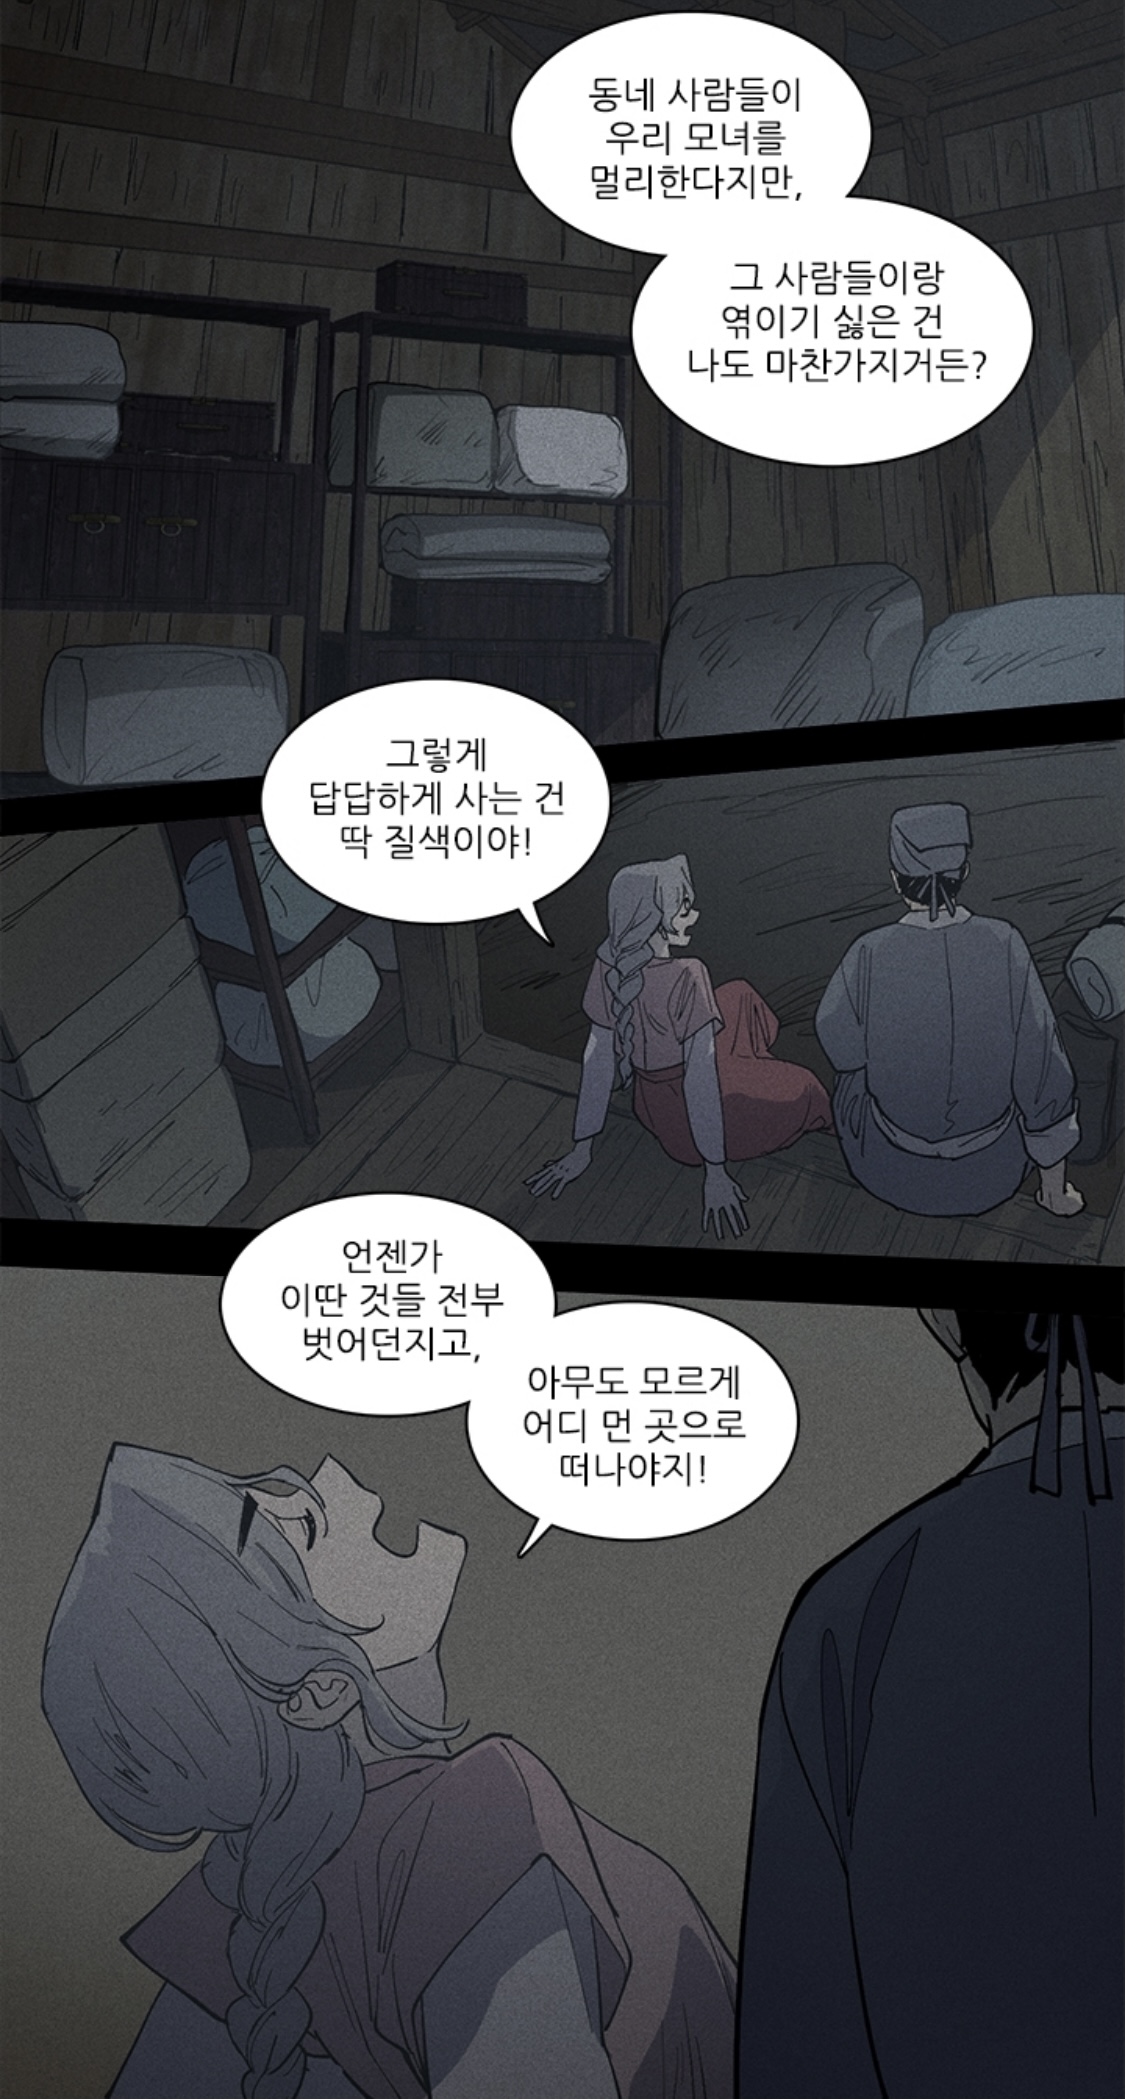 동네 사람들이
우리 모녀를
멀리한다지만,
그 사람들이랑
엮이기 싫은 건
나도 마찬가지거든?
그렇게
답답하게 사는 건
딱 질색이야!
언젠가
이딴 것들 전부
벗어던지고,
아무도 모르게
어디 먼 곳으로
떠나야지!